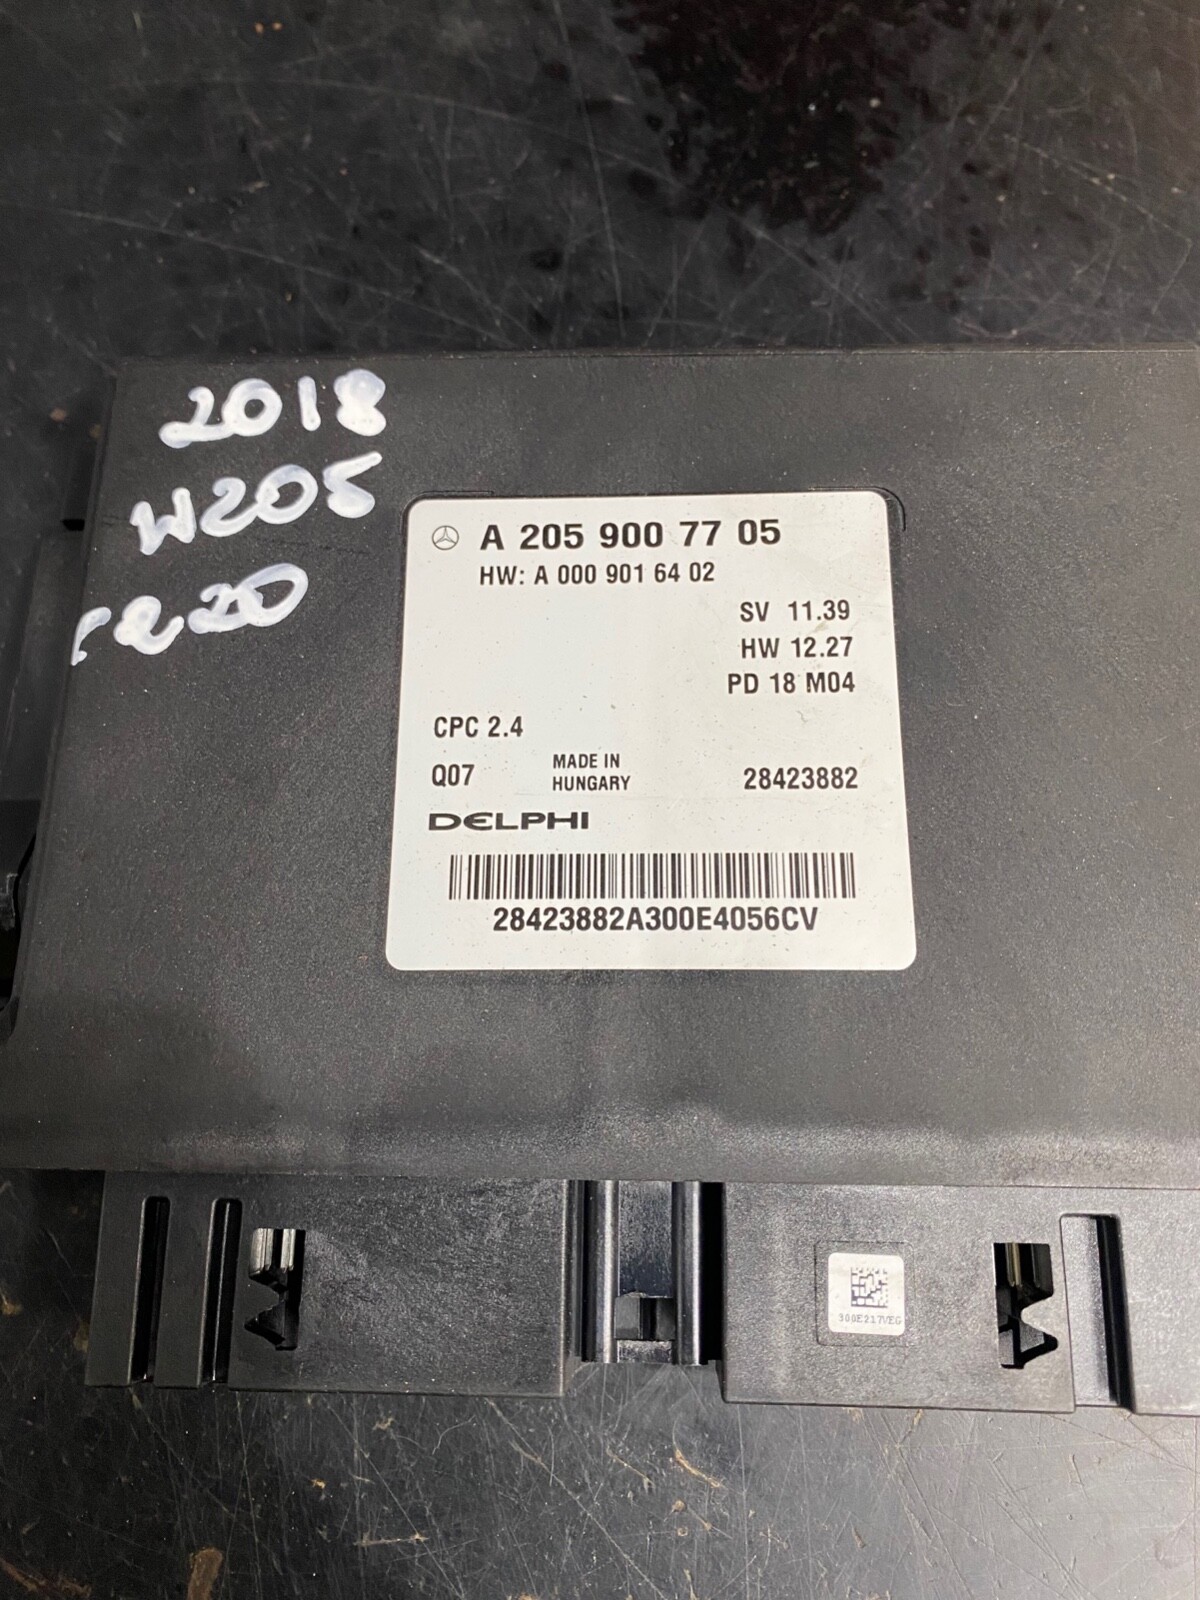 2018
W205
220
A 205 900 77 05
HW: A 000 901 64 02
SV 11.39
HW 12.27
PD 18 M04
CPC 2.4
Q07
MADE IN
HUNGARY
28423882
DELPHI
28423882A300E4056CV
300E217VEG